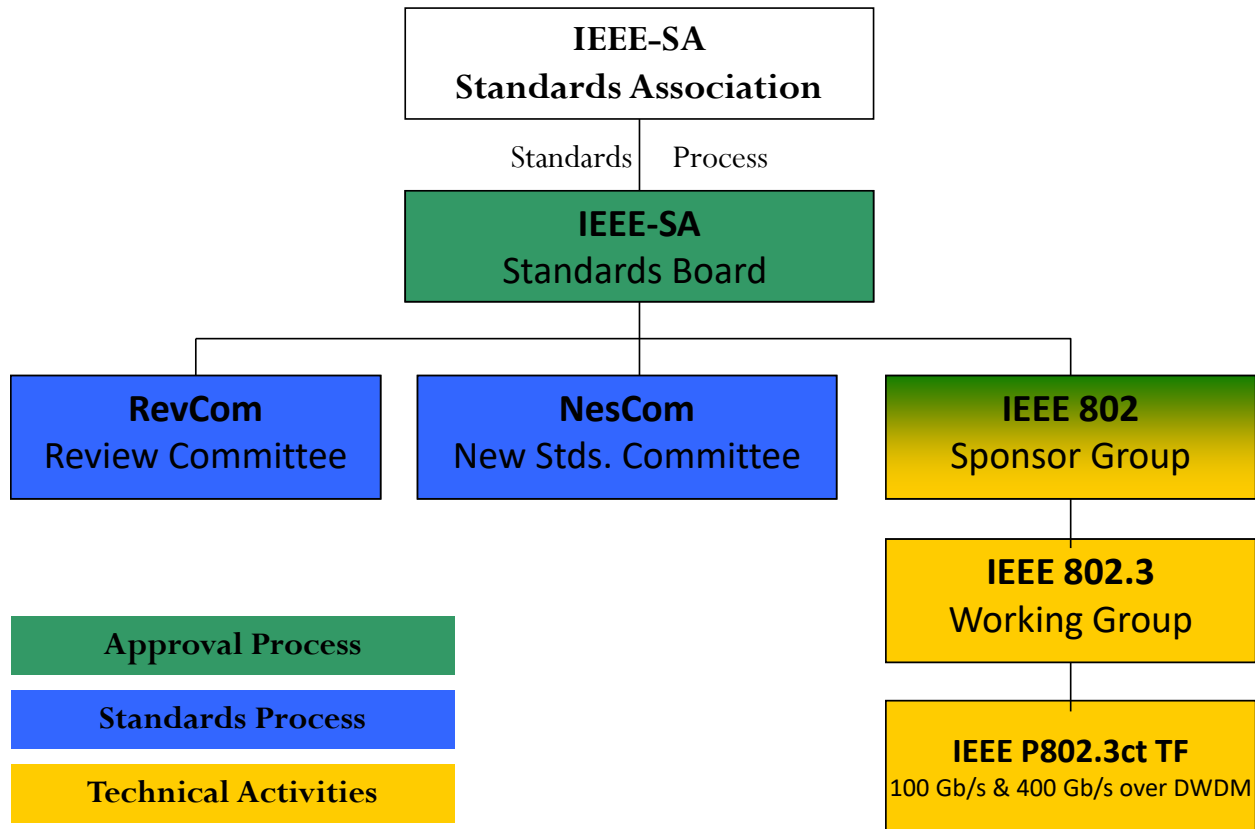 IEEE-SA
Standards Association
Standards Process
IEEE-SA
Standards Board
RevCom
Review Committee
NesCom
New Stds. Committee
IEEE 802
Sponsor Group
IEEE 802.3
Working Group
IEEE P802.3ct TF
100 Gb/s & 400 Gb/s over DWDM
Approval Process
Standards Process
Technical Activities